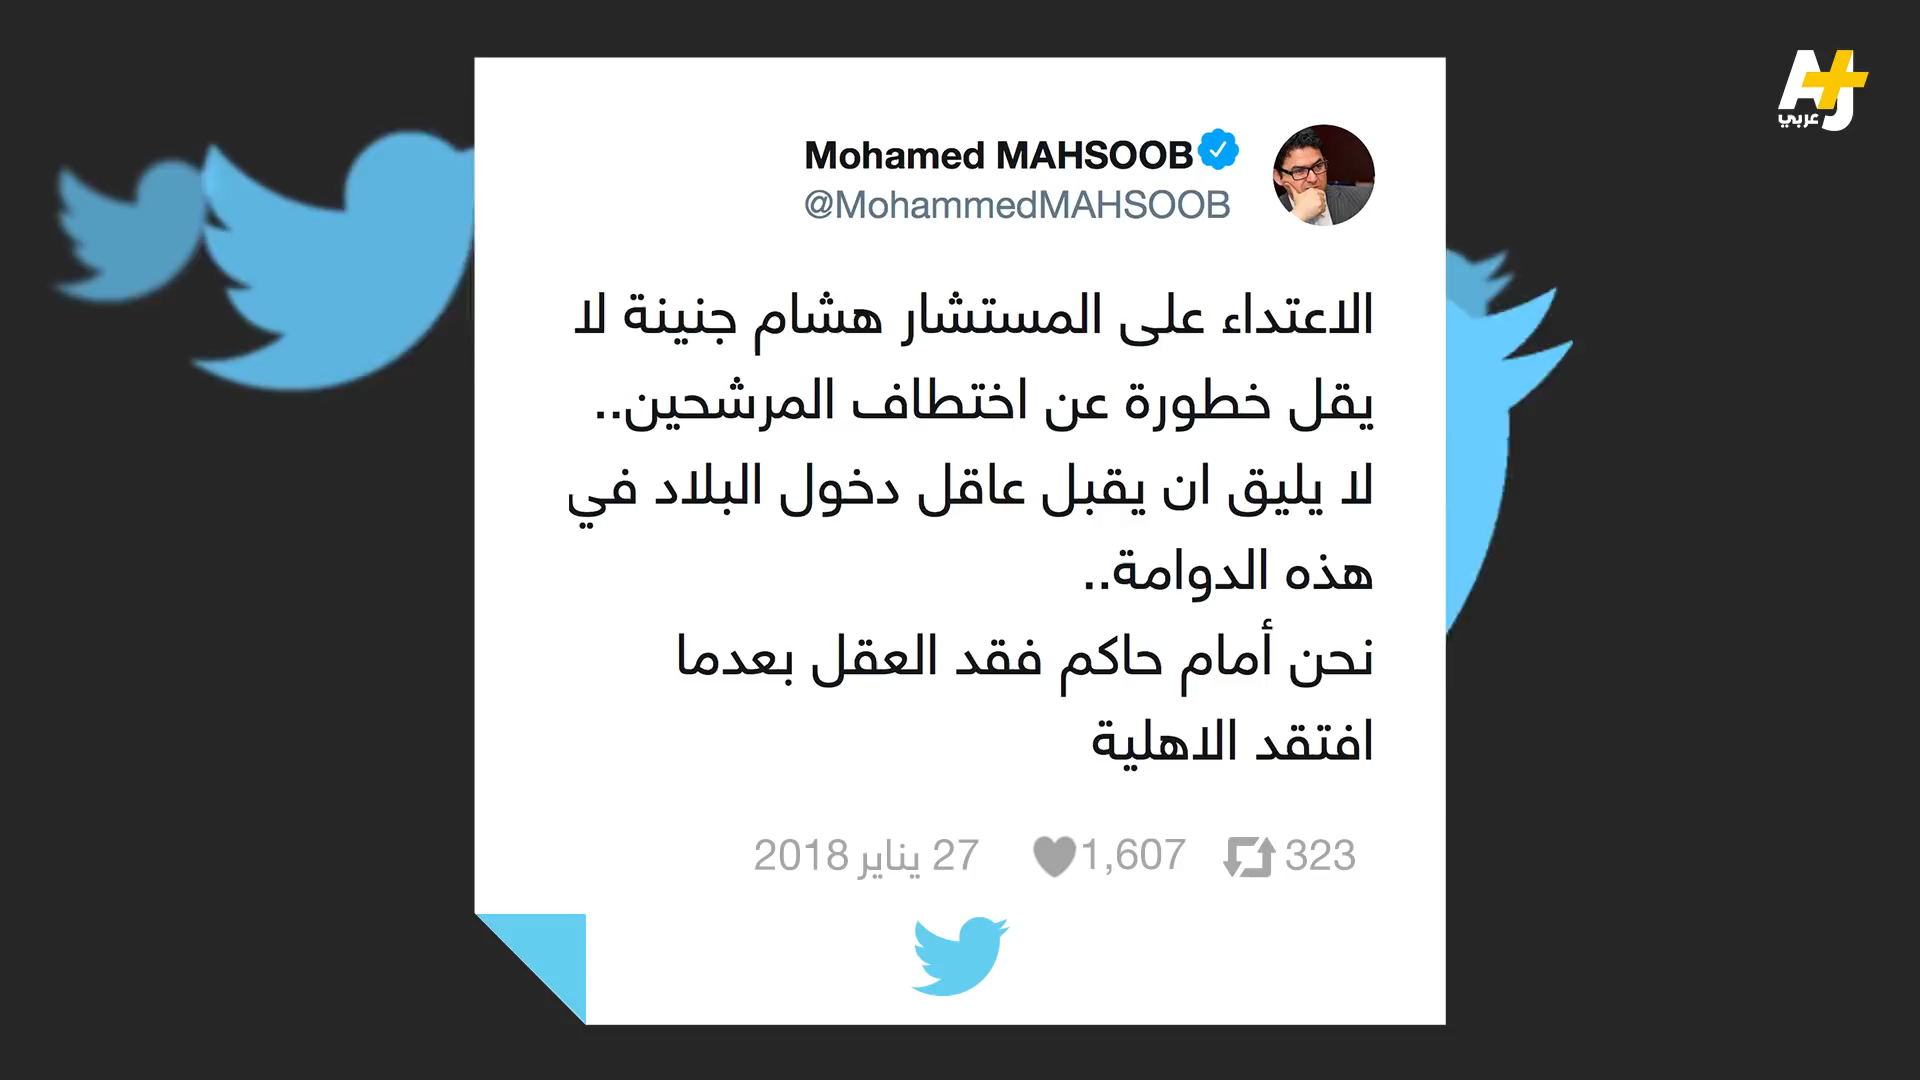 AJ+
عربي
Mohamed MAHSOOB
@MohammedMAHSOOB
الاعتداء على المستشار هشام جنينة لا
يقل خطورة عن اختطاف المرشحين..
لا يليق ان يقبل عاقل دخول البلاد في
هذه الدوامة..
نحن أمام حاكم فقد العقل بعدما
افتقد الاهلية
323 1,607 27 يناير 2018